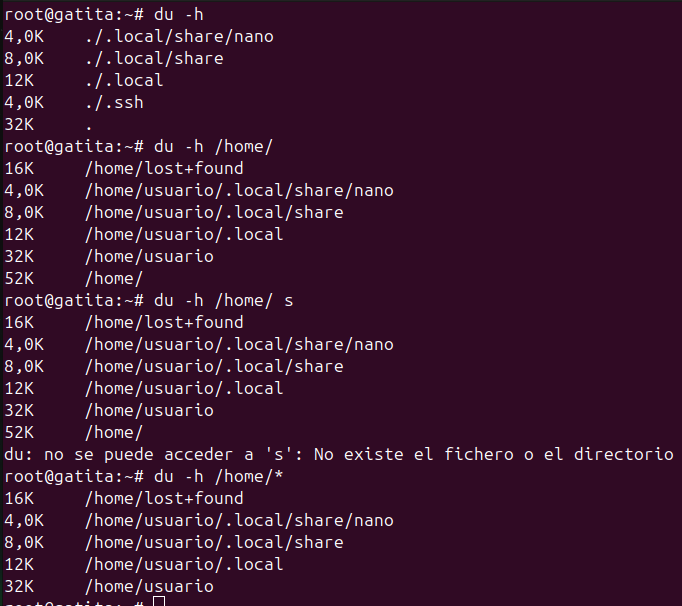 root@gatita:~# du -h
4,0K    ./.local/share/nano
8,0K    ./.local/share
12K     ./.local
4,0K    ./.ssh
32K     .
root@gatita:~# du -h /home/
16K     /home/lost+found
4,0K    /home/usuario/.local/share/nano
8,0K    /home/usuario/.local/share
12K     /home/usuario/.local
32K     /home/usuario
52K     /home/
root@gatita:~# du -h /home/ s
16K     /home/lost+found
4,0K    /home/usuario/.local/share/nano
8,0K    /home/usuario/.local/share
12K     /home/usuario/.local
32K     /home/usuario
52K     /home/
du: no se puede acceder a 's': No existe el fichero o el directorio
root@gatita:~# du -h /home/*
16K     /home/lost+found
4,0K    /home/usuario/.local/share/nano
8,0K    /home/usuario/.local/share
12K     /home/usuario/.local
32K     /home/usuario
root@gatita:~#